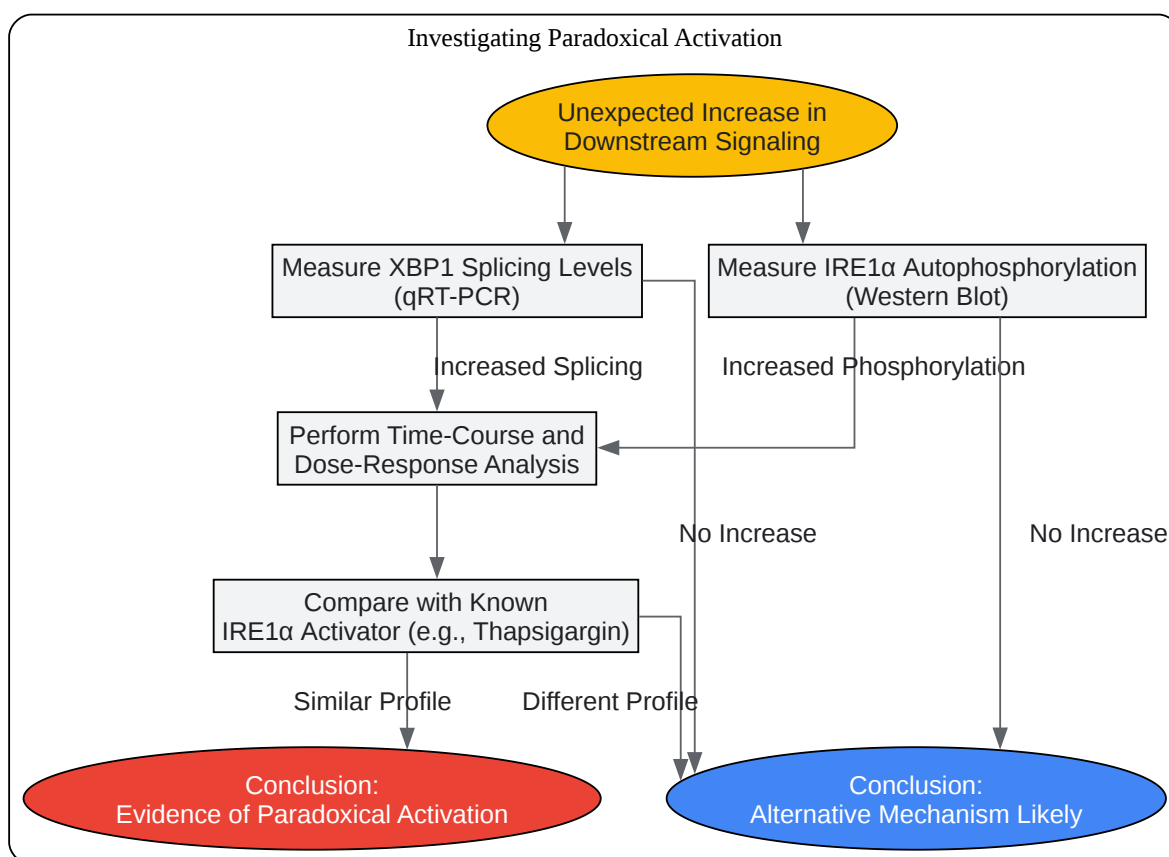 Investigating Paradoxical Activation
Unexpected Increase in
Downstream Signaling
Measure XBP1 Splicing Levels
(qRT-PCR)
Measure IRE1α Autophosphorylation
(Western Blot)
Increased Splicing
Increased Phosphorylation
Perform Time-Course and
Dose-Response Analysis
No Increase
No Increase
Compare with Known
IRE1α Activator (e.g., Thapsigargin)
Similar Profile
Different Profile
Conclusion:
Evidence of Paradoxical Activation
Conclusion:
Alternative Mechanism Likely